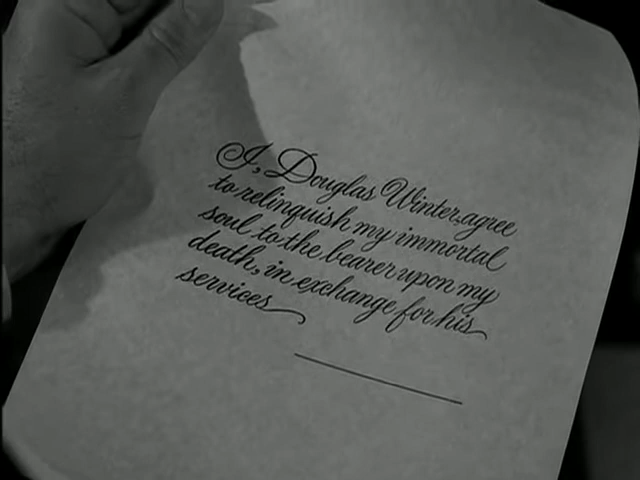 I, Douglas Winter, agree
to relinquish my immortal
soul to the bearer upon my
death, in exchange for his
services